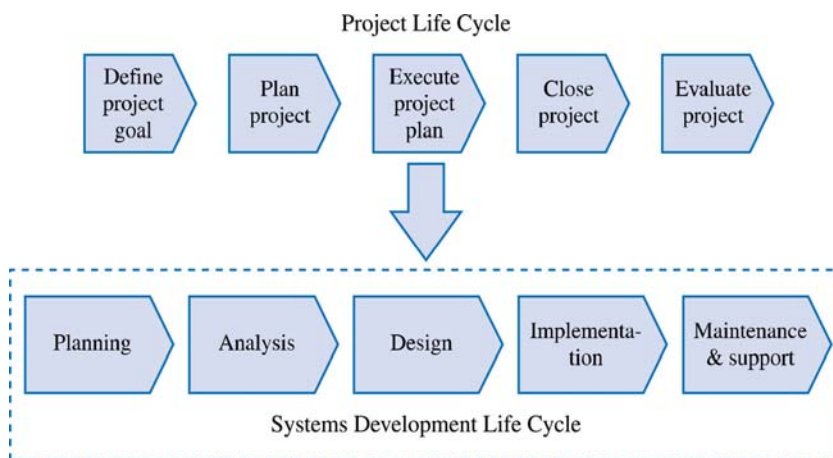 Project Life Cycle
Define
project
goal
Plan
project
Execute
project
plan
Close
project
Evaluate
project
Planning
Analysis
Design
Implementa-
tion
Maintenance
& support
Systems Development Life Cycle